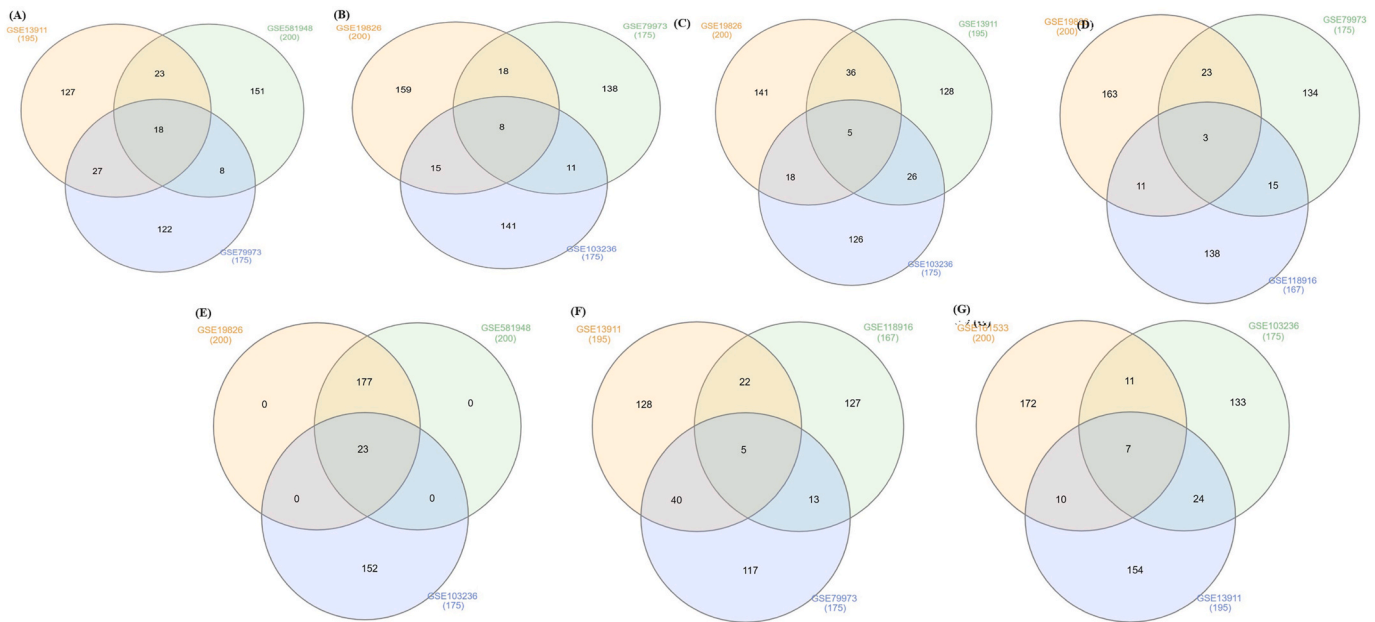 (A)
GSE13911
(195)
GSE581948
(200)
127
23
151
18
27
8
122
GSE79973
(175)
(B)
GSE19826
(200)
GSE79973
(175)
159
18
138
8
15
11
141
GSE103236
(175)
(C)
GSE19826
(200)
GSE13911
(195)
141
36
128
5
18
26
126
GSE103236
(175)
(D)
(200)
GSE79973
(175)
163
23
134
3
11
15
138
GSE118916
(167)
(E)
GSE19826
(200)
GSE581948
(200)
0
177
0
23
0
0
152
GSE103236
(175)
(F)
GSE13911
(195)
GSE118916
(167)
128
22
127
5
40
13
117
GSE79973
(175)
(G)
(200)
GSE103236
(175)
172
11
133
7
10
24
154
GSE13911
(195)